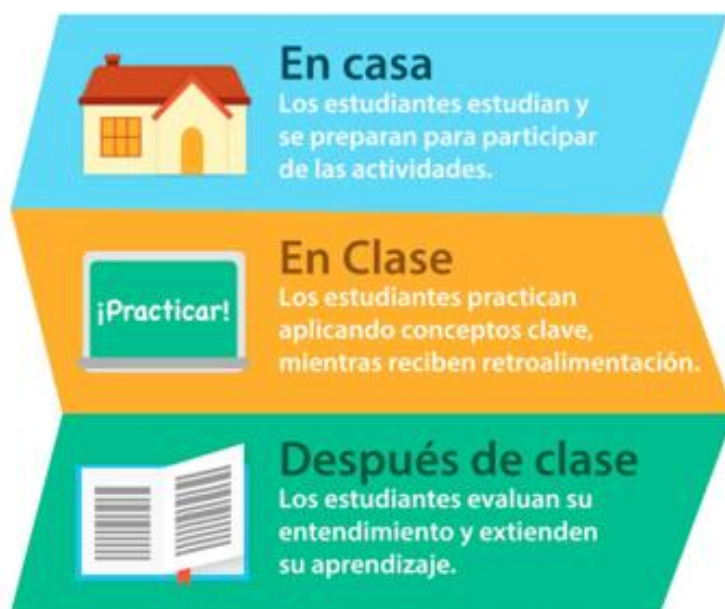 En casa
Los estudiantes estudian y
se preparan para participar
de las actividades.
¡Practicar!
En Clase
Los estudiantes practican
aplicando conceptos clave,
mientras reciben retroalimentación.
Después de clase
Los estudiantes evaluan su
entendimiento y extienden
su aprendizaje.